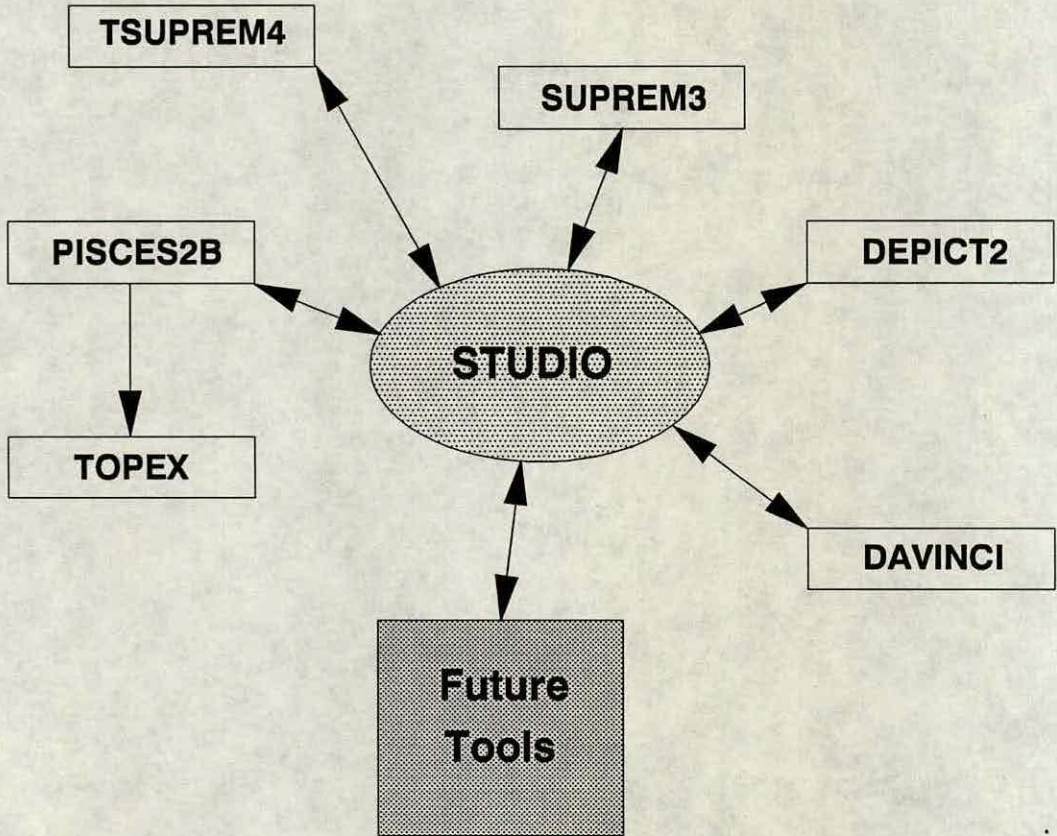 TSUPREM4
SUPREM3
PISCES2B
DEPICT2
STUDIO
TOPEX
DAVINCI
Future
Tools